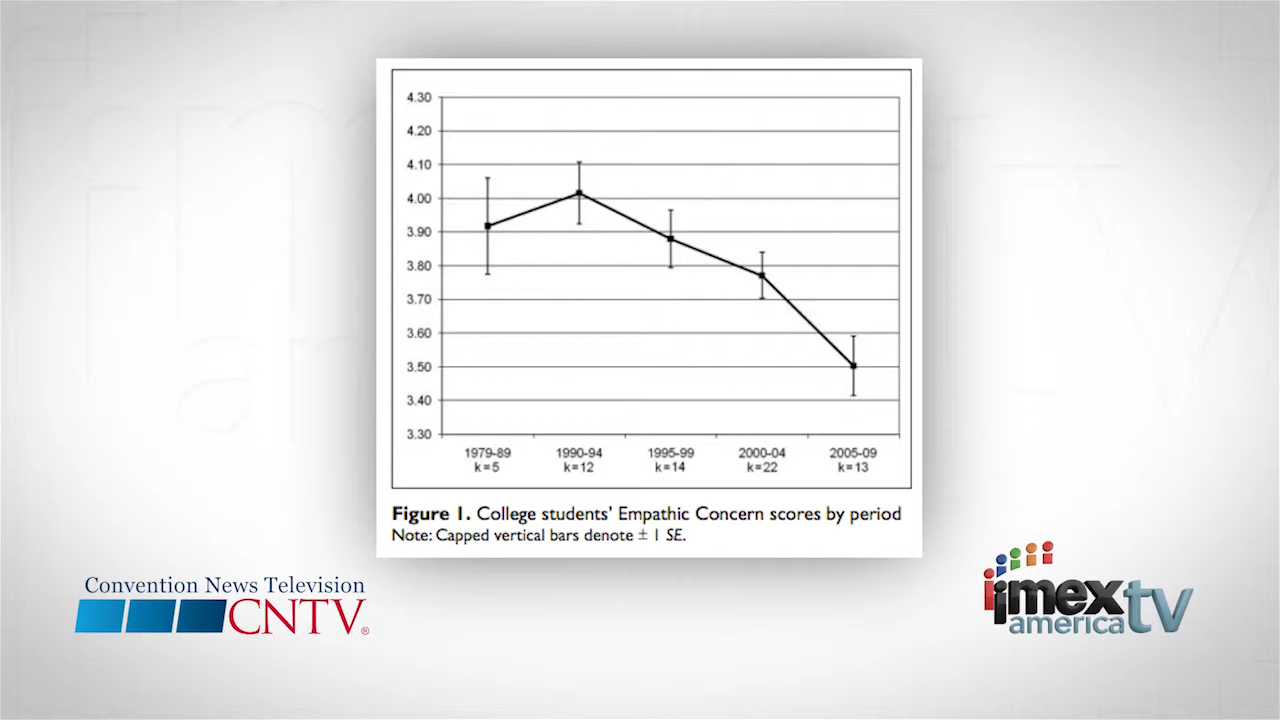 4.30
4.20
4.10
4.00
3.90
3.80
3.70
3.60
3.50
3.40
3.30
1979-89 1990-94 1995-99 2000-04 2005-09
k=5 k=12 k=14 k=22 k=13
Figure 1. College students' Empathic Concern scores by period
Note: Capped vertical bars denote ± 1 SE.
Convention News Television
CNTV®
imex
america
tv